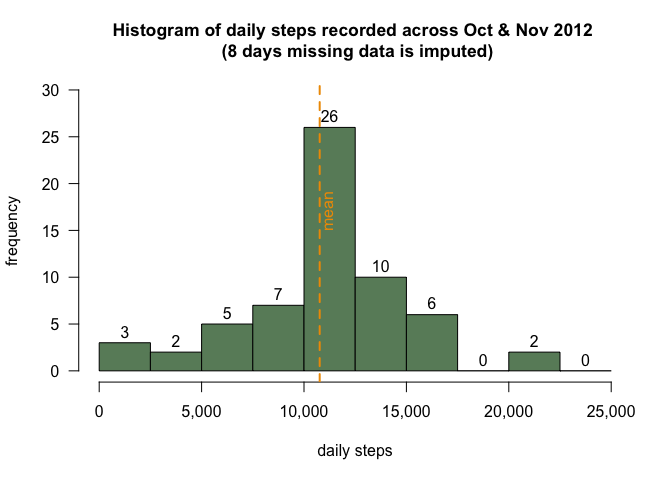 Histogram of daily steps recorded across Oct & Nov 2012
(8 days missing data is imputed)
frequency
30
25
20
15
10
5
0
3
2
5
7
26
10
6
0
2
0
mean
0 5,000 10,000 15,000 20,000 25,000
daily steps